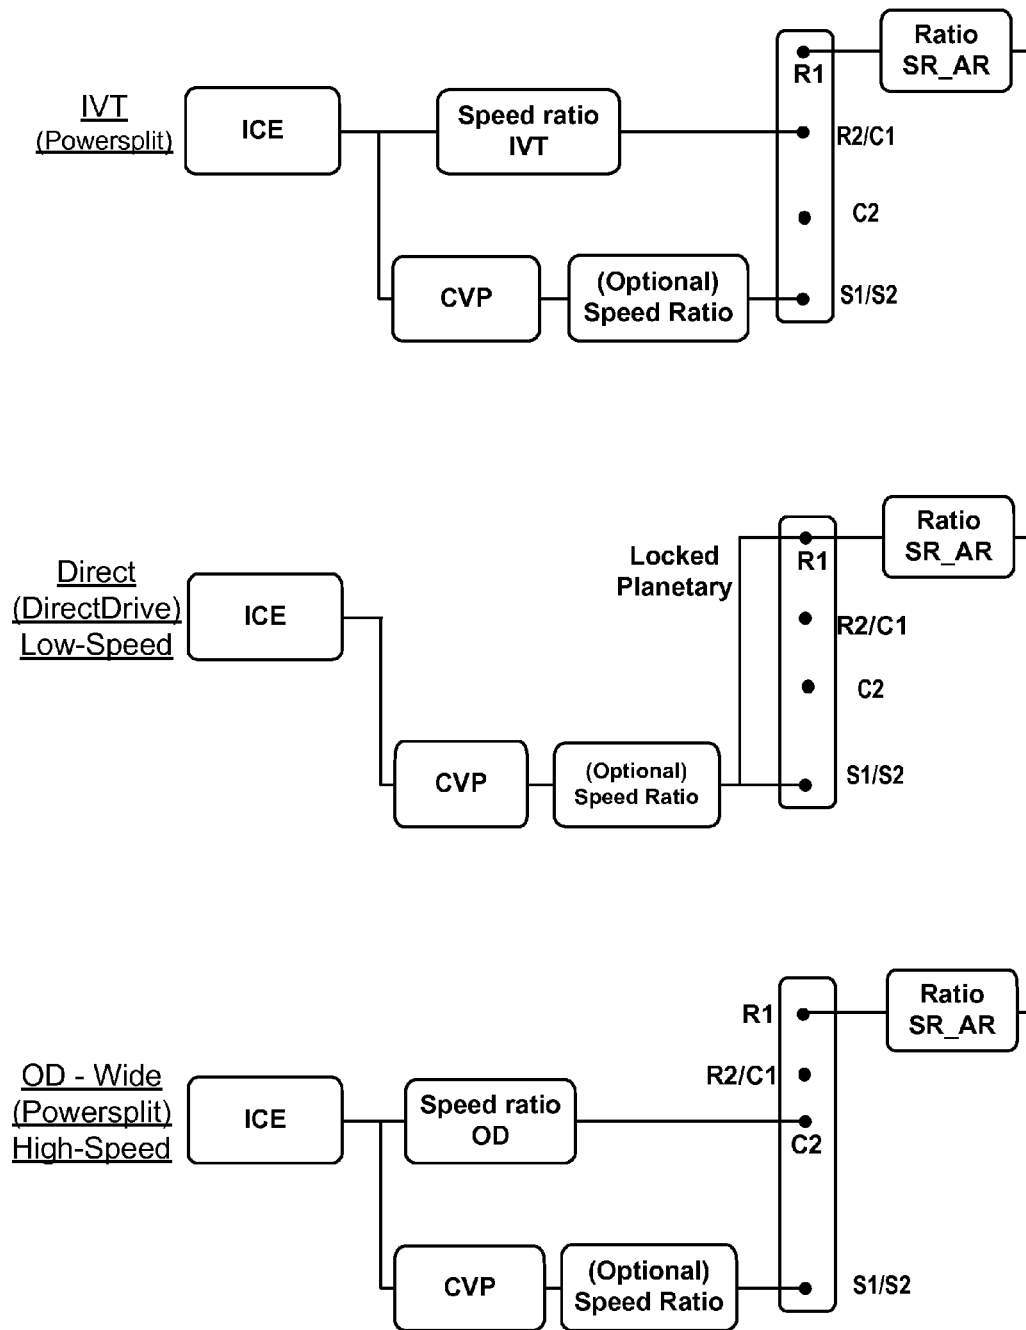 IVT
(Powersplit)
ICE
Speed ratio
IVT
CVP
(Optional)
Speed Ratio
R1
R2/C1
C2
S1/S2
Ratio
SR_AR
Direct
(DirectDrive)
Low-Speed
ICE
CVP
(Optional)
Speed Ratio
Locked
Planetary
R1
R2/C1
C2
S1/S2
Ratio
SR_AR
OD - Wide
(Powersplit)
High-Speed
ICE
Speed ratio
OD
CVP
(Optional)
Speed Ratio
R1
R2/C1
C2
S1/S2
Ratio
SR_AR